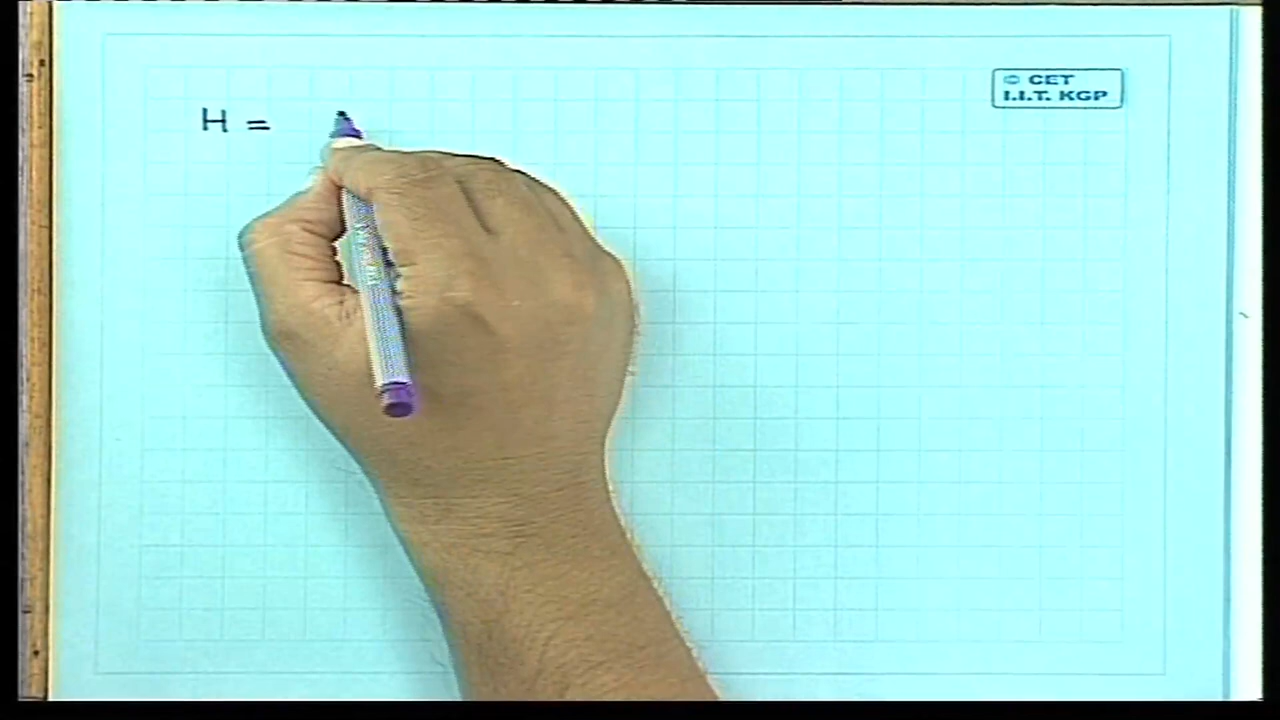 H =
© CET
I.I.T. KGP